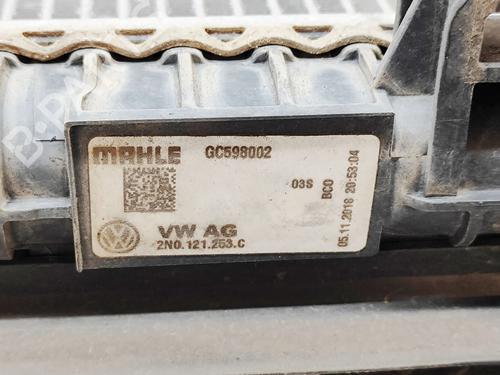 MAHLE
GC598002
03S
BCO
05.11.2018 20:53:04
VW AG
2N0.121.253.C